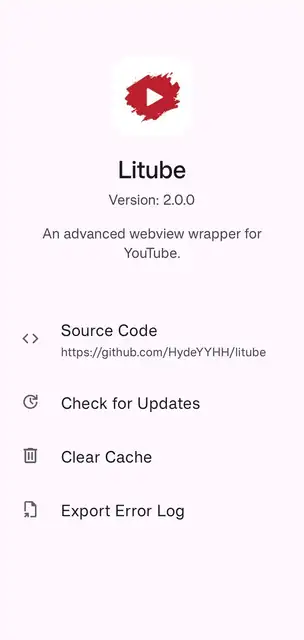 Litube
Version: 2.0.0
An advanced webview wrapper for
YouTube.
Source Code
https://github.com/HydeYYHH/litube
Check for Updates
Clear Cache
Export Error Log